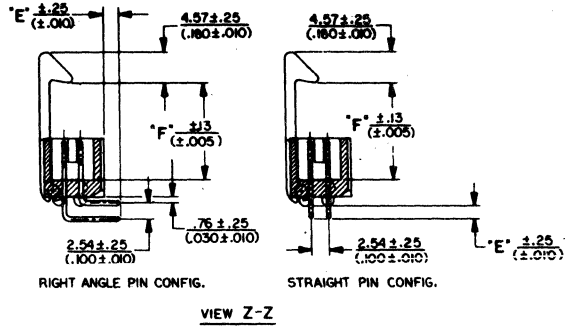 "E" ±.25
(±.010)
4.57±.25
(.180±.010)
4.57±.25
(.180±.010)
"F" ±.13
(±.005)
"F" ±.13
(±.005)
2.54±.25
(.100±.010)
.76±.25
(.030±.010)
2.54±.25
(.100±.010)
"E" ±.25
(±.010)
RIGHT ANGLE PIN CONFIG.
STRAIGHT PIN CONFIG.
VIEW Z-Z